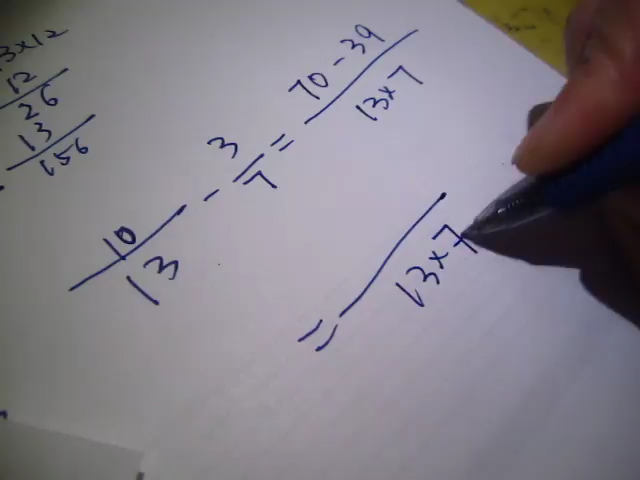 3x12
12
26
13
156
10/13 - 3/7 = 70-39/13x7
= /13x7